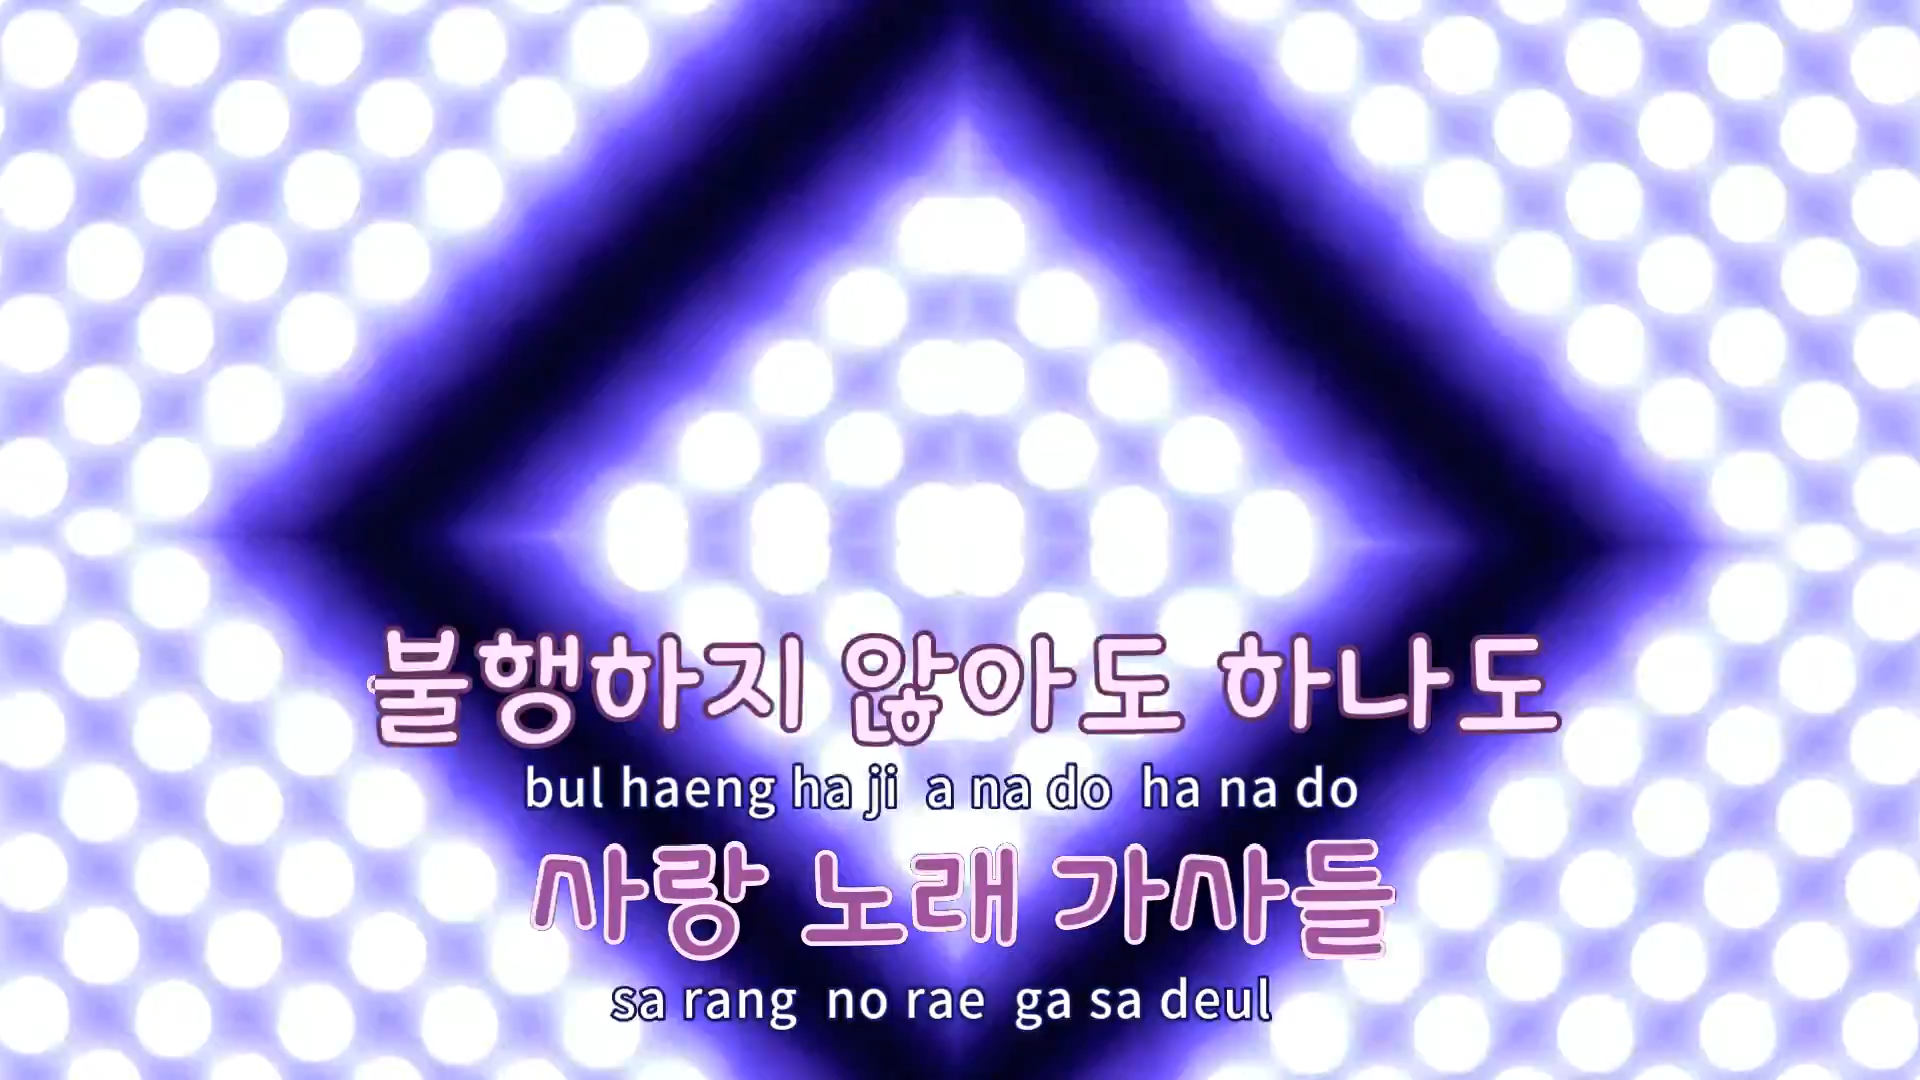 불행하지 않아도 하나도
bul haeng ha ji a na do ha na do
사랑 노래 가사들
sa rang no rae ga sa deul